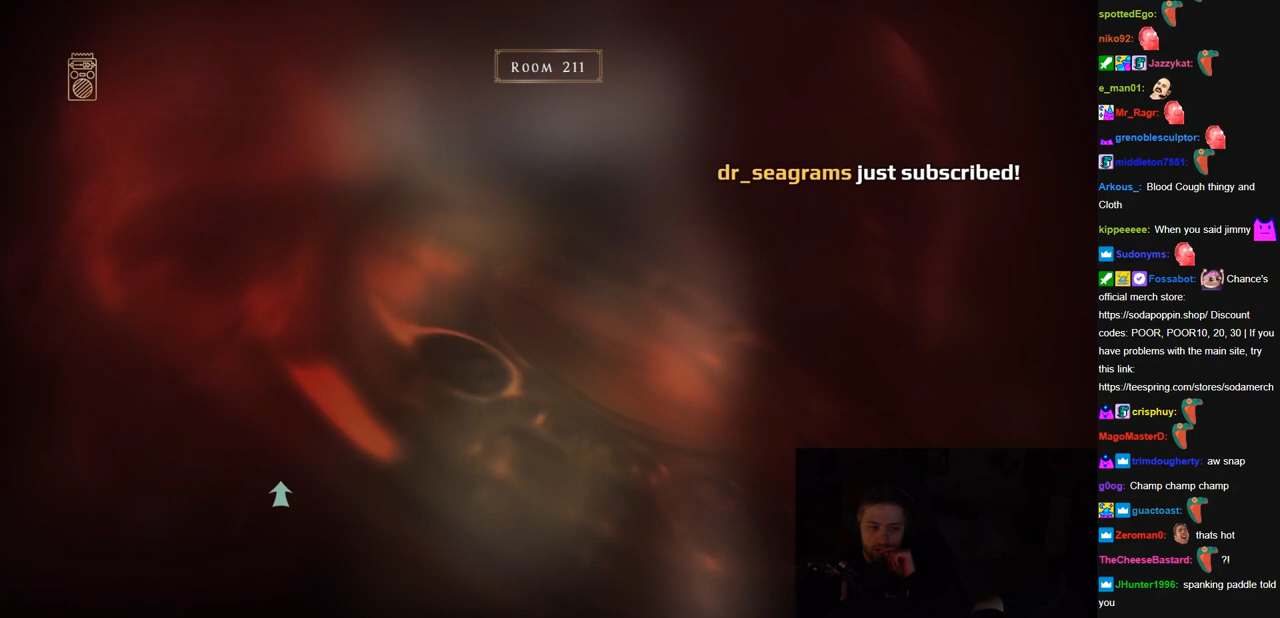 Room 211
dr_seagrams just subscribed!
spottedEgo:
niko92:
Jazzykat:
e_man01:
Mr_Ragr:
grenoblesculptor:
middleton7551:
Arkous_: Blood Cough thingy and
Cloth
kippeeeee: When you said jimmy
Sudonyms:
Fossabot: Chance's
official merch store:
https://sodapoppin.shop/ Discount
codes: POOR, POOR10, 20, 30 | If you
have problems with the main site, try
this link:
https://teespring.com/stores/sodamerch
crisphuy:
MagoMasterD:
trimdougherty: aw snap
g0og: Champ champ champ
guactoast:
Zeroman0: thats hot
TheCheeseBastard: ?!
JHunter1996: spanking paddle told
you